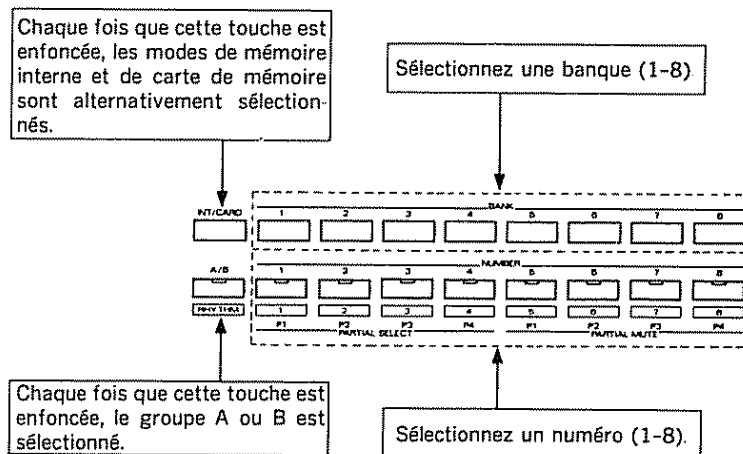 Chaque fois que cette touche est
enfoncée, les modes de mémoire
interne et de carte de mémoire
sont alternativement sélection-
nés.
Sélectionnez une banque (1-8).
INT/CARD
BANK
1 2 3 4 5 6 7 8
A/B
NUMBER
1 2 3 4 5 6 7 8
RHYTHM
1 2 3 4 5 6 7 8
P1 P2 P3 P4 P1 P2 P3 P4
PARTIAL SELECT PARTIAL MUTE
Chaque fois que cette touche est
enfoncée, le groupe A ou B est
sélectionné.
Sélectionnez un numéro (1-8).